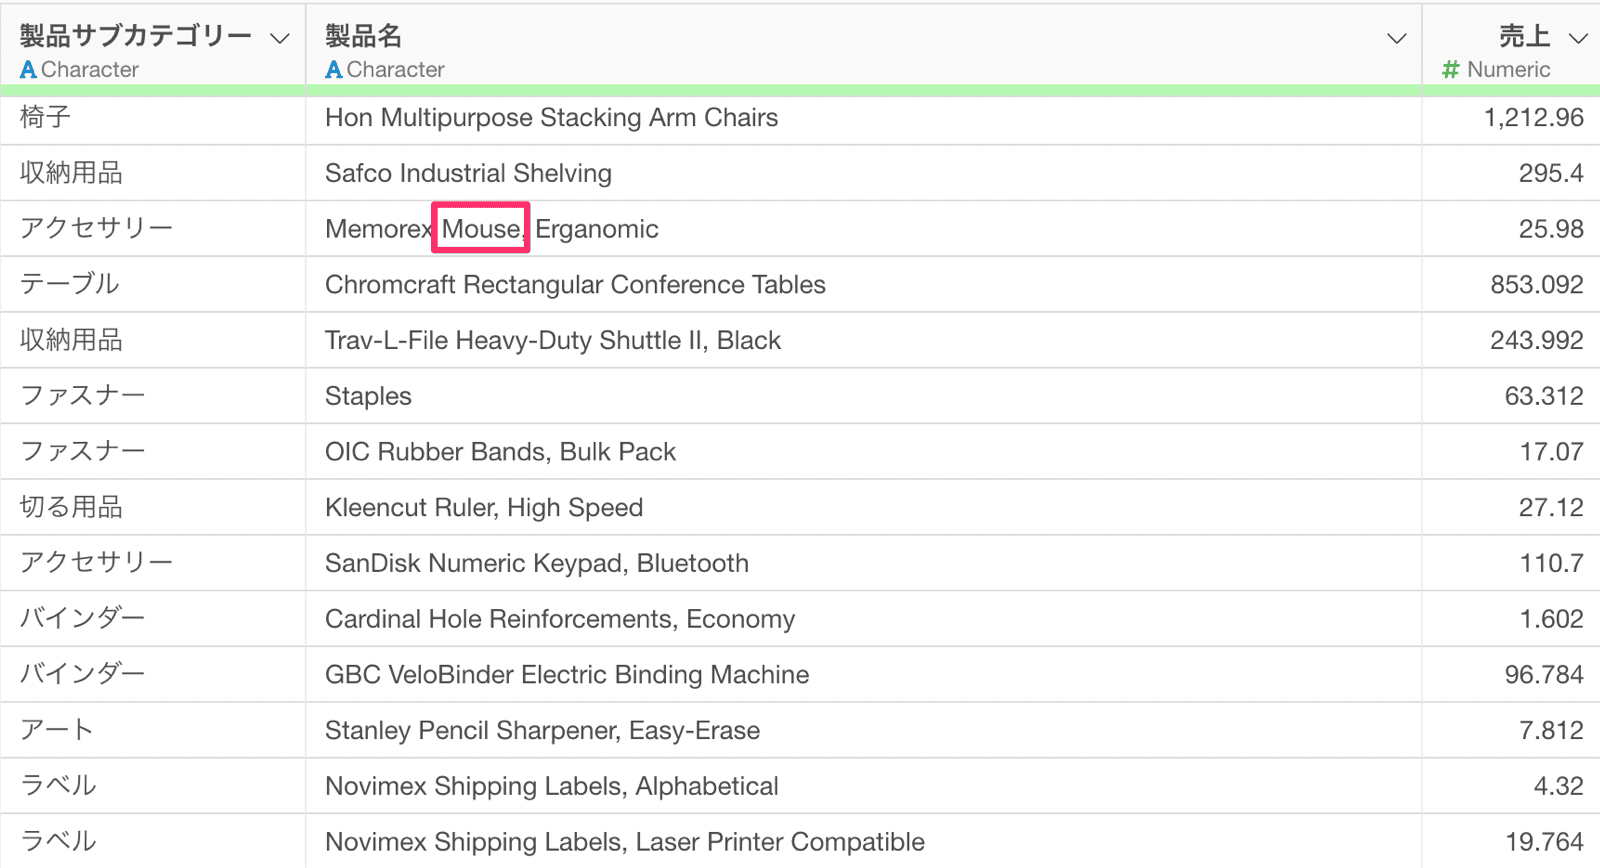 製品サブカテゴリー 製品名 売上
A Character A Character # Numeric
椅子 Hon Multipurpose Stacking Arm Chairs 1,212.96
収納用品 Safco Industrial Shelving 295.4
アクセサリー Memorex Mouse, Erganomic 25.98
テーブル Chromcraft Rectangular Conference Tables 853.092
収納用品 Trav-L-File Heavy-Duty Shuttle II, Black 243.992
ファスナー Staples 63.312
ファスナー OIC Rubber Bands, Bulk Pack 17.07
切る用品 Kleencut Ruler, High Speed 27.12
アクセサリー SanDisk Numeric Keypad, Bluetooth 110.7
バインダー Cardinal Hole Reinforcements, Economy 1.602
バインダー GBC VeloBinder Electric Binding Machine 96.784
アート Stanley Pencil Sharpener, Easy-Erase 7.812
ラベル Novimex Shipping Labels, Alphabetical 4.32
ラベル Novimex Shipping Labels, Laser Printer Compatible 19.764